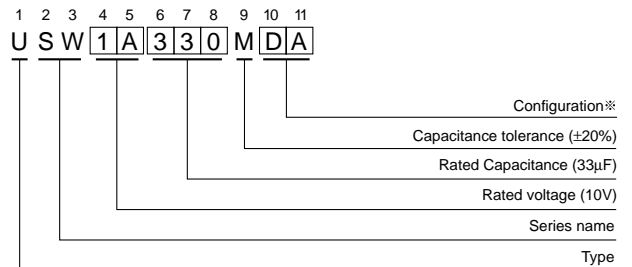 1 2 3 4 5 6 7 8 9 10 11
U S W 1 A 3 3 0 M D A
Configuration※
Capacitance tolerance (±20%)
Rated Capacitance (33µF)
Rated voltage (10V)
Series name
Type